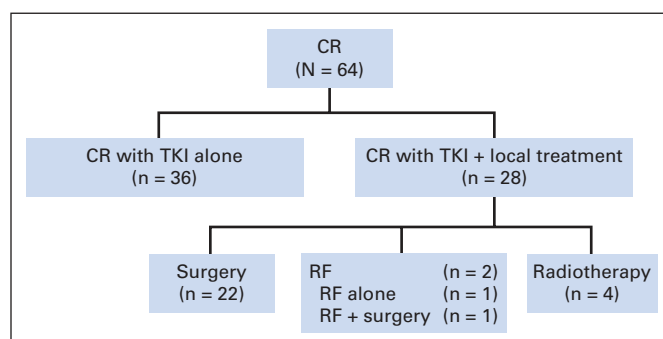 CR
(N = 64)
CR with TKI alone
(n = 36)
CR with TKI + local treatment
(n = 28)
Surgery
(n = 22)
RF (n = 2)
RF alone (n = 1)
RF + surgery (n = 1)
Radiotherapy
(n = 4)